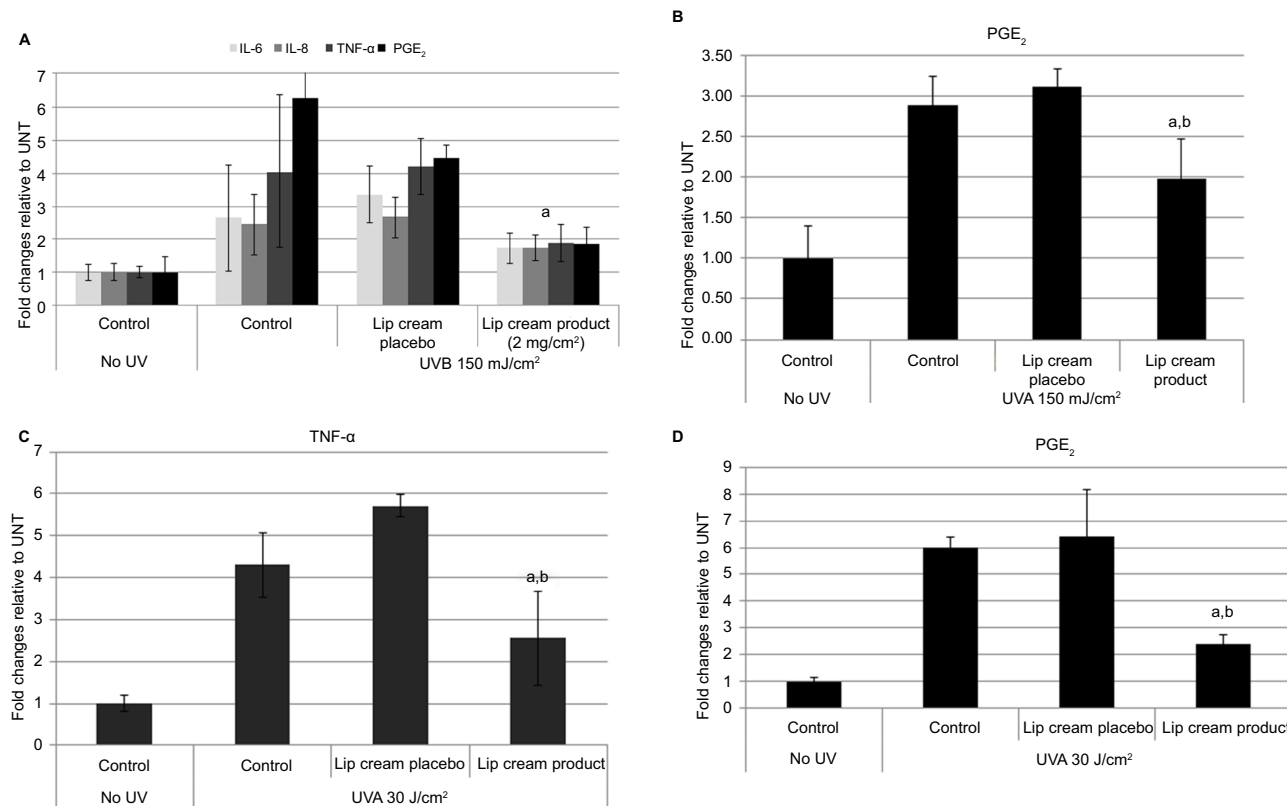 A
IL-6 IL-8 TNF-α PGE₂
Fold changes relative to UNT
7
6
5
4
3
2
1
0
Control Control Lip cream placebo Lip cream product (2 mg/cm²)
No UV UVB 150 mJ/cm²
a
B
PGE₂
Fold changes relative to UNT
3.50
3.00
2.50
2.00
1.50
1.00
0.50
0.00
a,b
Control Control Lip cream placebo Lip cream product
No UV UVA 150 mJ/cm²
C
TNF-α
Fold changes relative to UNT
7
6
5
4
3
2
1
0
a,b
Control Control Lip cream placebo Lip cream product
No UV UVA 30 J/cm²
D
PGE₂
Fold changes relative to UNT
9
8
7
6
5
4
3
2
1
0
a,b
Control Control Lip cream placebo Lip cream product
No UV UVA 30 J/cm²